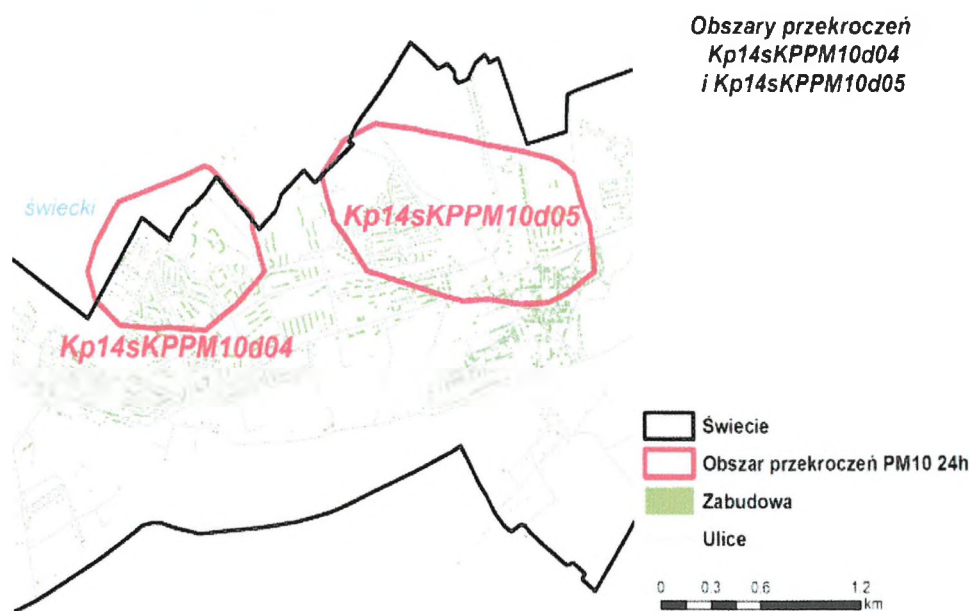 Obszary przekroczeń
Kp14sKPPM10d04
i Kp14sKPPM10d05
świecki
Kp14sKPPM10d05
Kp14sKPPM10d04
Świecie
Obszar przekroczeń PM10 24h
Zabudowa
Ulice
0 0.3 0.6 1.2
km